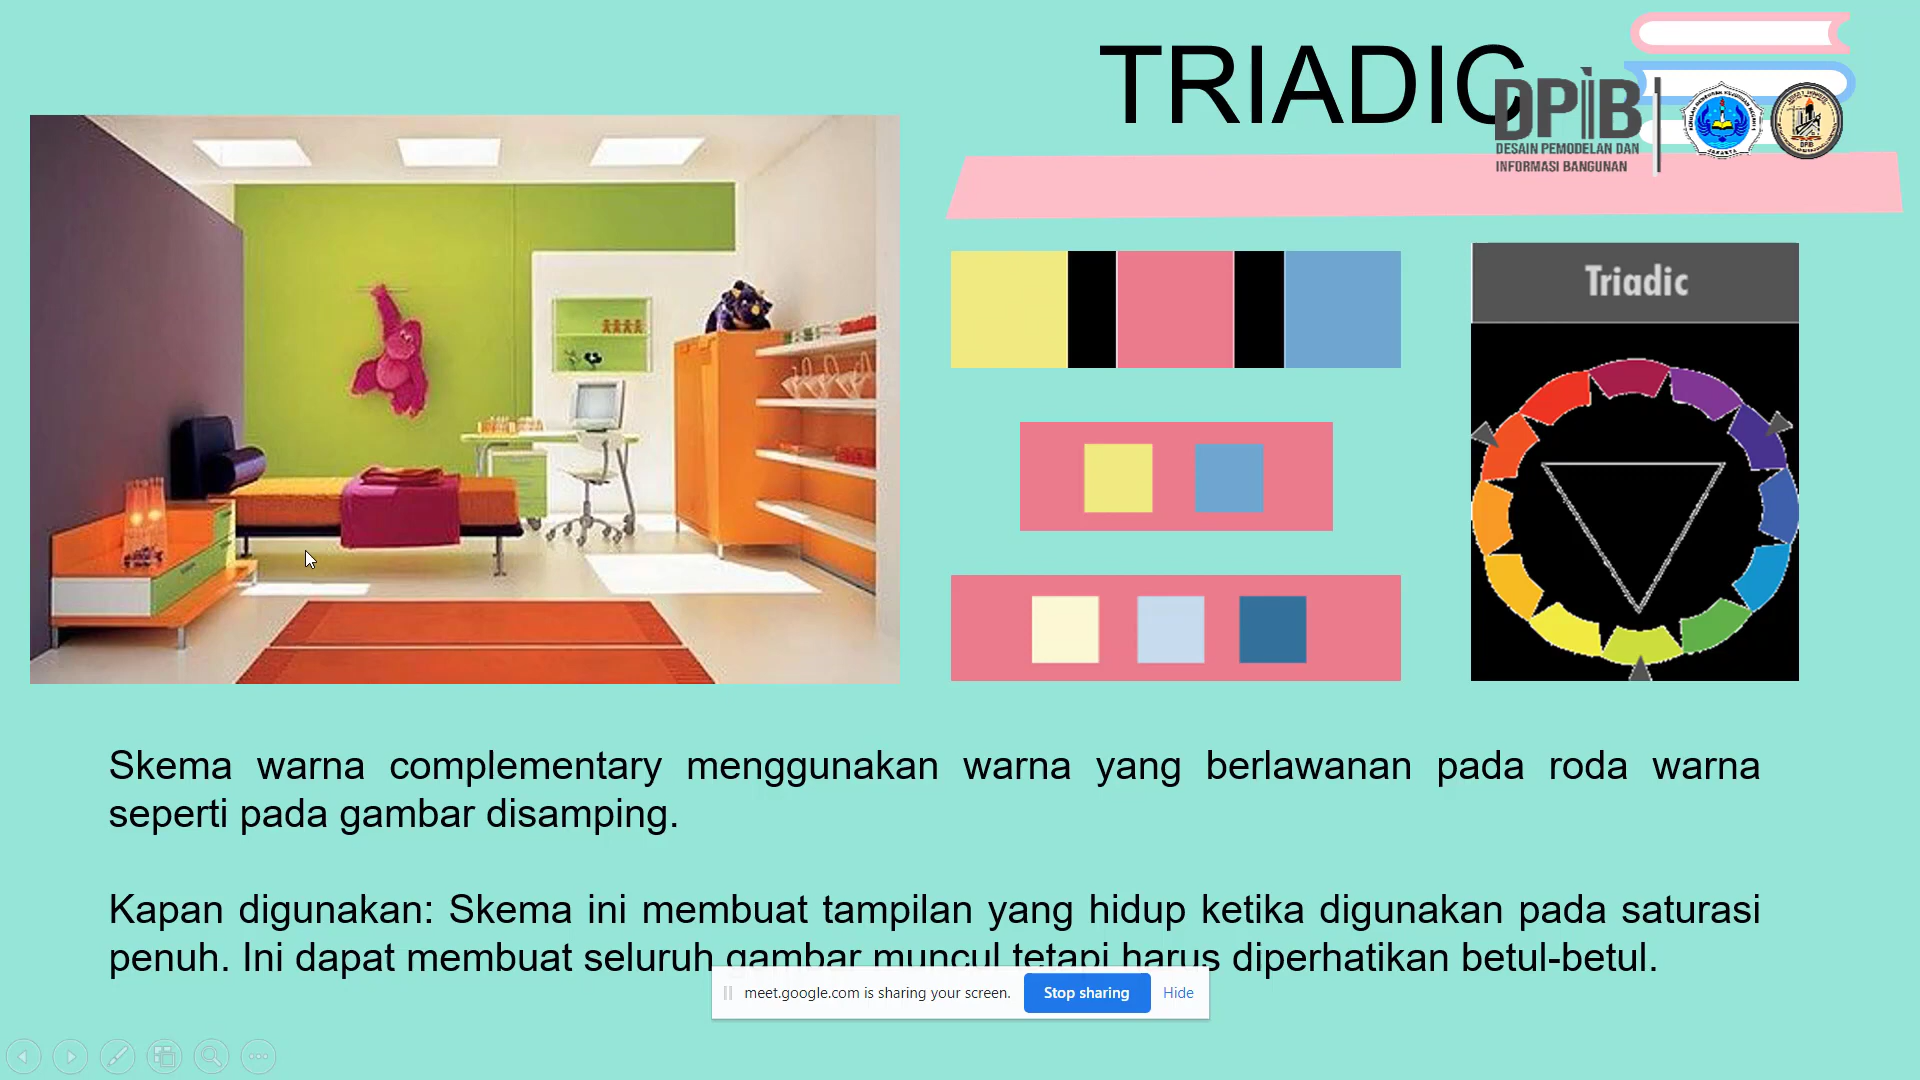 TRIADIC
DPiB
DESAIN PEMODELAN DAN
INFORMASI BANGUNAN
Triadic
Skema warna complementary menggunakan warna yang berlawanan pada roda warna
seperti pada gambar disamping.
Kapan digunakan: Skema ini membuat tampilan yang hidup ketika digunakan pada saturasi
penuh. Ini dapat membuat seluruh gambar muncul tetapi harus diperhatikan betul-betul.
meet.google.com is sharing your screen.
Stop sharing
Hide